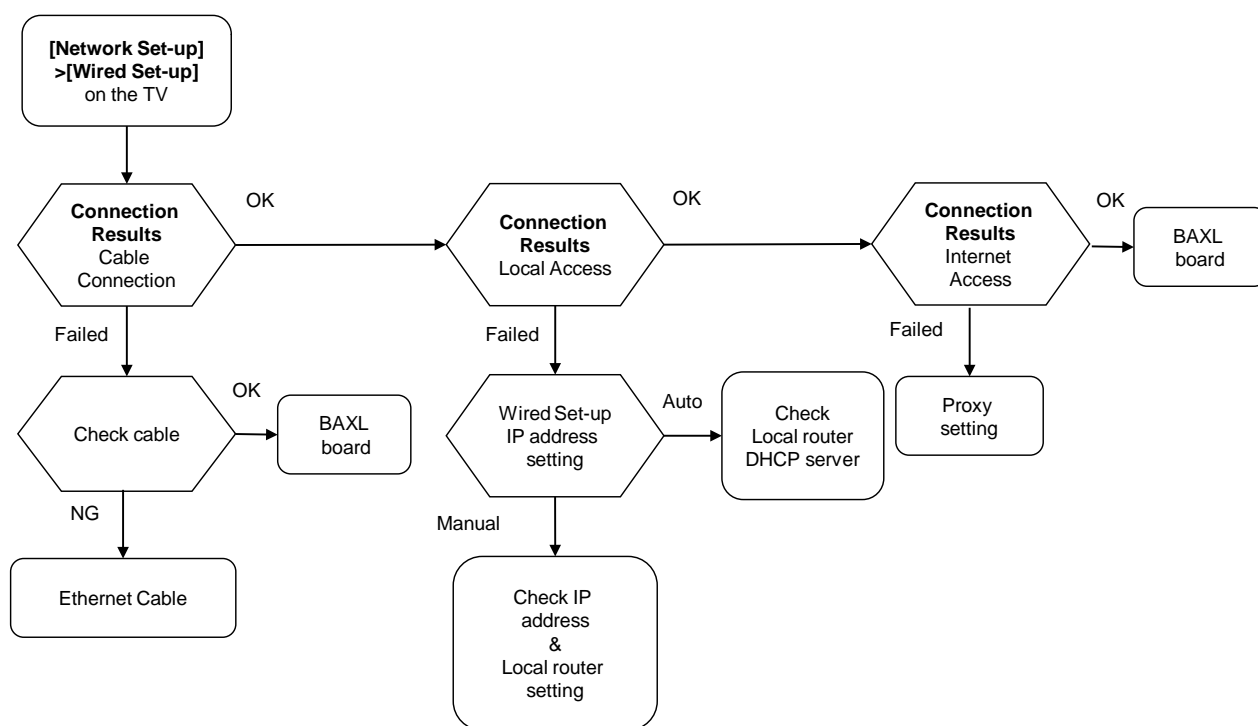 [Network Set-up]
>[Wired Set-up]
on the TV
Connection
Results
Cable
Connection
OK
Connection
Results
Local Access
OK
Connection
Results
Internet
Access
OK
BAXL
board
Failed
Failed
Failed
Check cable
OK
BAXL
board
Wired Set-up
IP address
setting
Auto
Check
Local router
DHCP server
Proxy
setting
NG
Manual
Ethernet Cable
Check IP
address
&
Local router
setting